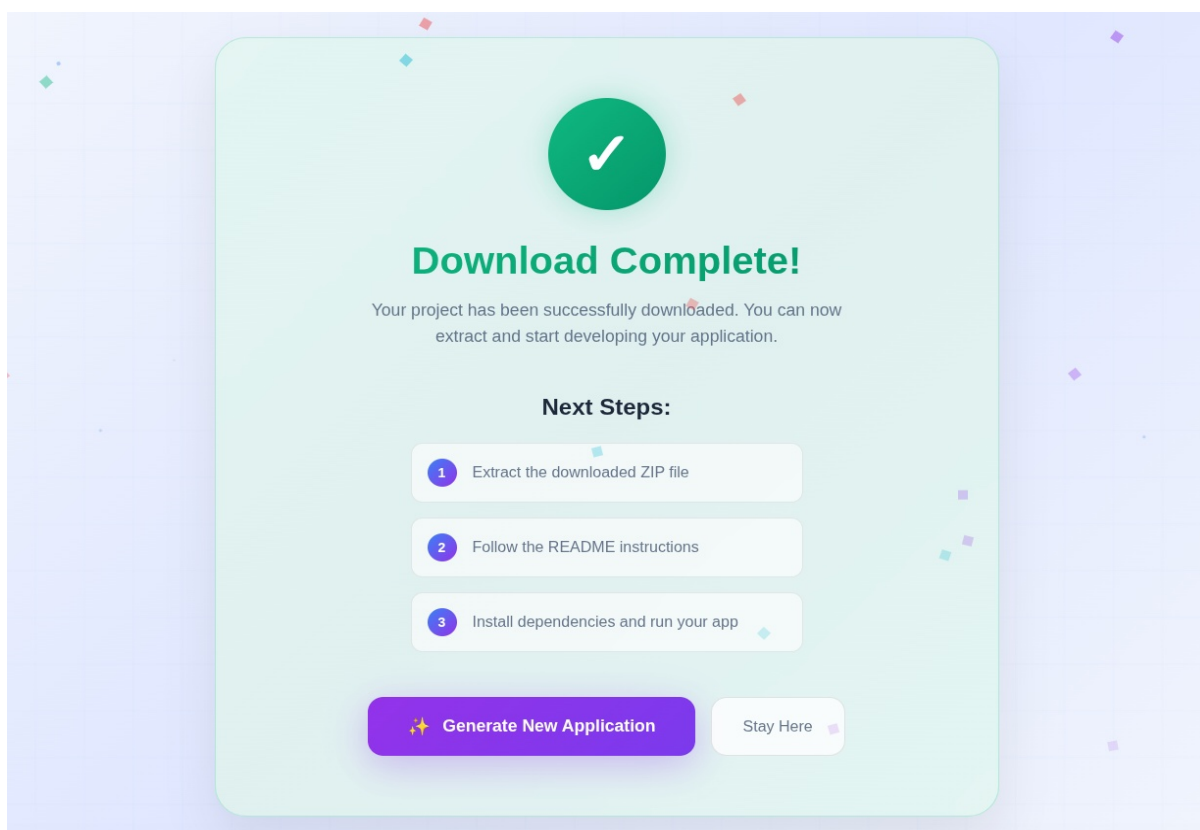 ✓
Download Complete!
Your project has been successfully downloaded. You can now
extract and start developing your application.
Next Steps:
1 Extract the downloaded ZIP file
2 Follow the README instructions
3 Install dependencies and run your app
✨ Generate New Application
Stay Here